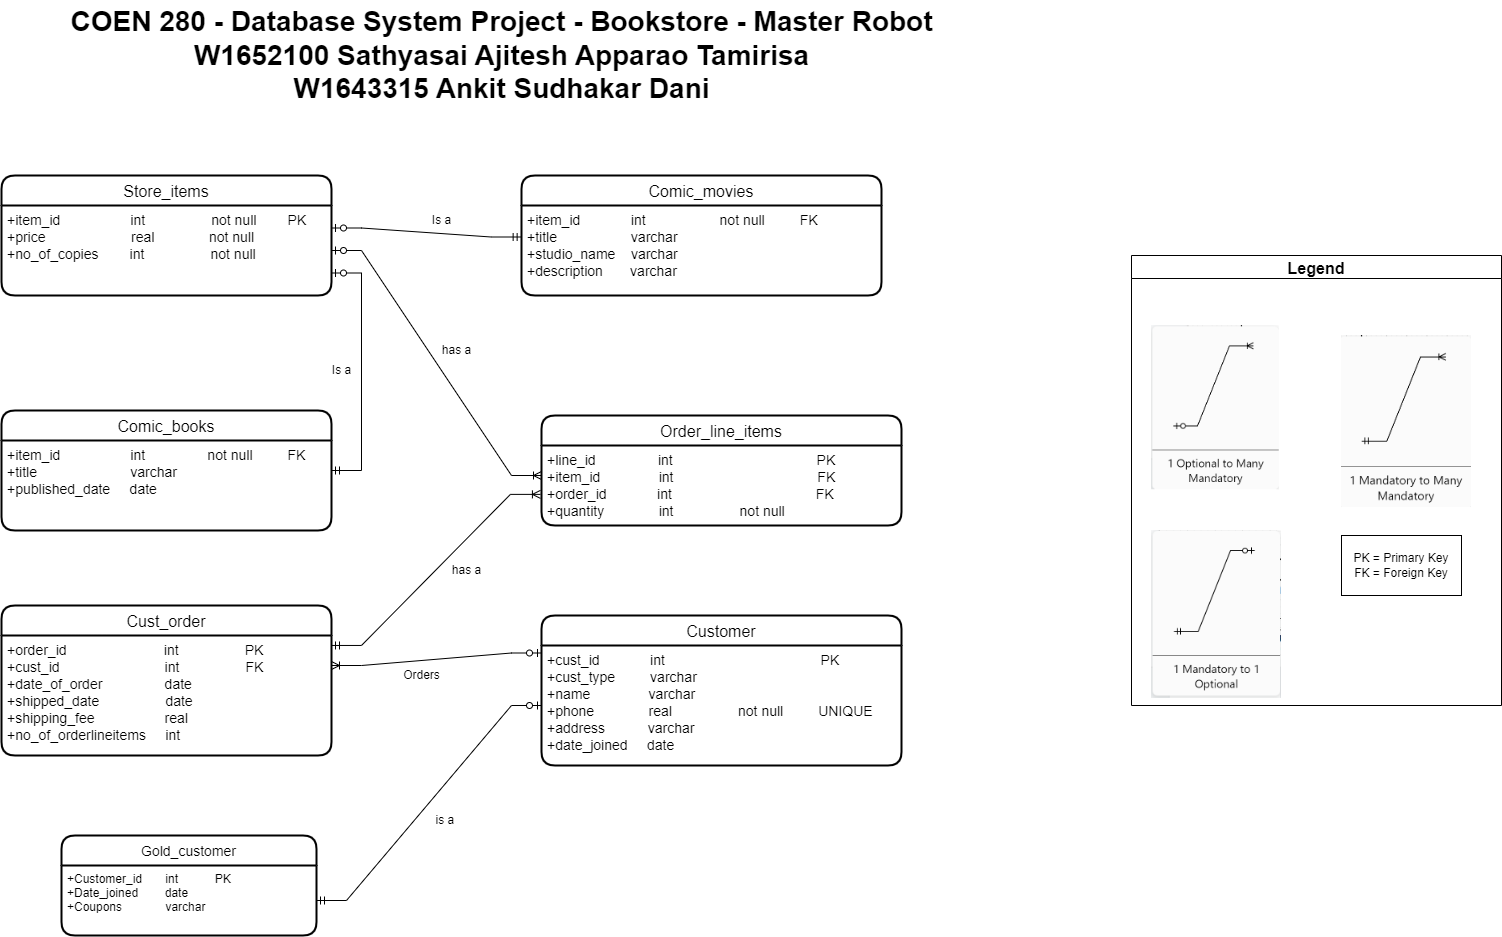 COEN 280 - Database System Project - Bookstore - Master Robot
W1652100 Sathyasai Ajitesh Apparao Tamirisa
W1643315 Ankit Sudhakar Dani
Store_items
+item_id int not null PK
+price real not null
+no_of_copies int not null
Is a
Comic_movies
+item_id int not null FK
+title varchar
+studio_name varchar
+description varchar
has a
Is a
Comic_books
+item_id int not null FK
+title varchar
+published_date date
Order_line_items
+line_id int PK
+item_id int FK
+order_id int FK
+quantity int not null
has a
Cust_order
+order_id int PK
+cust_id int FK
+date_of_order date
+shipped_date date
+shipping_fee real
+no_of_orderlineitems int
Orders
Customer
+cust_id int PK
+cust_type varchar
+name varchar
+phone real not null UNIQUE
+address varchar
+date_joined date
is a
Gold_customer
+Customer_id int PK
+Date_joined date
+Coupons varchar
Legend
1 Optional to Many
Mandatory
1 Mandatory to Many
Mandatory
PK = Primary Key
FK = Foreign Key
1 Mandatory to 1
Optional